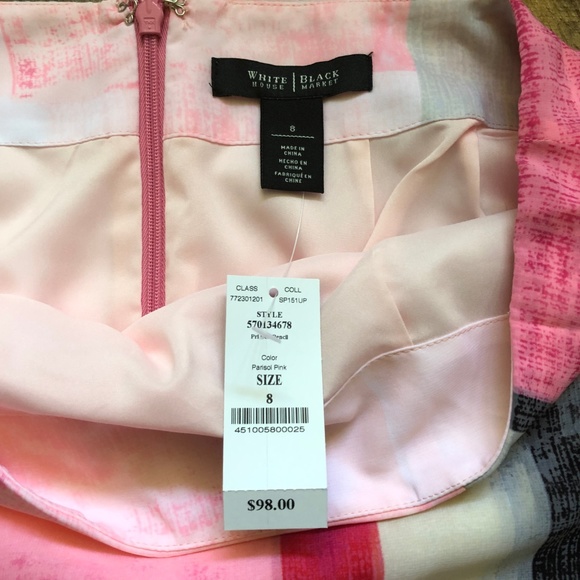 WHITE | BLACK
HOUSE | MARKET
8
MADE IN
CHINA
HECHO EN
CHINA
FABRIQUÉ EN
CHINE
CLASS COLL
772301201 SP151UP
STYLE
570134678
Color
Parisol Pink
SIZE
8
451005800025
$98.00